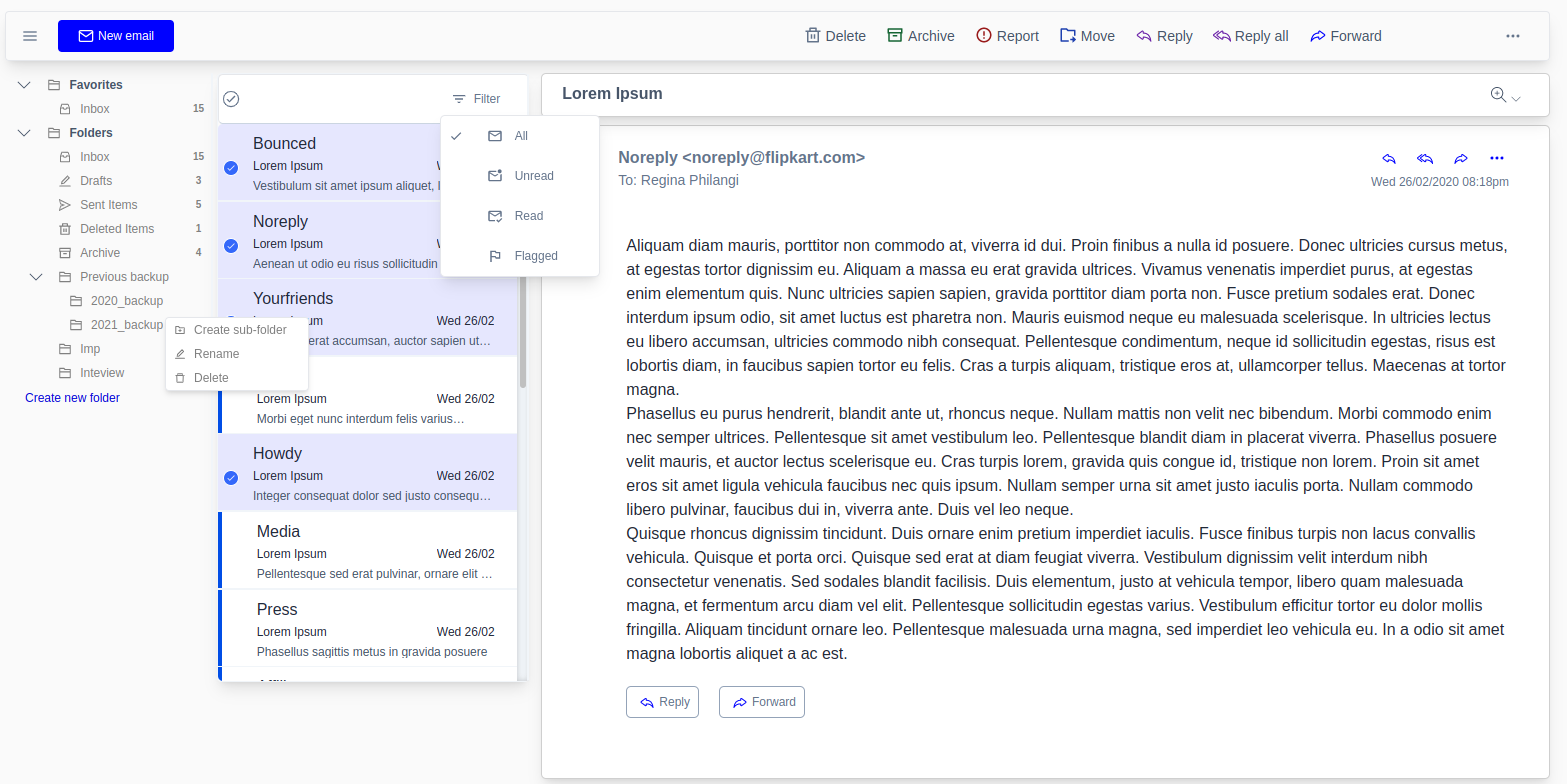 New email
Delete
Archive
Report
Move
Reply
Reply all
Forward
Favorites
Inbox 15
Folders
Inbox 15
Drafts 3
Sent Items 5
Deleted Items 1
Archive 4
Previous backup
2020_backup
2021_backup
Imp
Inteview
Create new folder
Create sub-folder
Rename
Delete
Filter
All
Unread
Read
Flagged
Bounced
Lorem Ipsum
Vestibulum sit amet ipsum aliquet,
Noreply
Lorem Ipsum
Aenean ut odio eu risus sollicitudin
Yourfriends
Wed 26/02
erat accumsan, auctor sapien ut…
Lorem Ipsum Wed 26/02
Morbi eget nunc interdum felis varius…
Howdy
Lorem Ipsum Wed 26/02
Integer consequat dolor sed justo consequ…
Media
Lorem Ipsum Wed 26/02
Pellentesque sed erat pulvinar, ornare elit …
Press
Lorem Ipsum Wed 26/02
Phasellus sagittis metus in gravida posuere
Lorem Ipsum
Noreply <noreply@flipkart.com>
To: Regina Philangi
Wed 26/02/2020 08:18pm
Aliquam diam mauris, porttitor non commodo at, viverra id dui. Proin finibus a nulla id posuere. Donec ultricies cursus metus,
at egestas tortor dignissim eu. Aliquam a massa eu erat gravida ultrices. Vivamus venenatis imperdiet purus, at egestas
enim elementum quis. Nunc ultricies sapien sapien, gravida porttitor diam porta non. Fusce pretium sodales erat. Donec
interdum ipsum odio, sit amet luctus est pharetra non. Mauris euismod neque eu malesuada scelerisque. In ultricies lectus
eu libero accumsan, ultricies commodo nibh consequat. Pellentesque condimentum, neque id sollicitudin egestas, risus est
lobortis diam, in faucibus sapien tortor eu felis. Cras a turpis aliquam, tristique eros at, ullamcorper tellus. Maecenas at tortor
magna.
Phasellus eu purus hendrerit, blandit ante ut, rhoncus neque. Nullam mattis non velit nec bibendum. Morbi commodo enim
nec semper ultrices. Pellentesque sit amet vestibulum leo. Pellentesque blandit diam in placerat viverra. Phasellus posuere
velit mauris, et auctor lectus scelerisque eu. Cras turpis lorem, gravida quis congue id, tristique non lorem. Proin sit amet
eros sit amet ligula vehicula faucibus nec quis ipsum. Nullam semper urna sit amet justo iaculis porta. Nullam commodo
libero pulvinar, faucibus dui in, viverra ante. Duis vel leo neque.
Quisque rhoncus dignissim tincidunt. Duis ornare enim pretium imperdiet iaculis. Fusce finibus turpis non lacus convallis
vehicula. Quisque et porta orci. Quisque sed erat at diam feugiat viverra. Vestibulum dignissim velit interdum nibh
consectetur venenatis. Sed sodales blandit facilisis. Duis elementum, justo at vehicula tempor, libero quam malesuada
magna, et fermentum arcu diam vel elit. Pellentesque sollicitudin egestas varius. Vestibulum efficitur tortor eu dolor mollis
fringilla. Aliquam tincidunt ornare leo. Pellentesque malesuada urna magna, sed imperdiet leo vehicula eu. In a odio sit amet
magna lobortis aliquet a ac est.
Reply
Forward